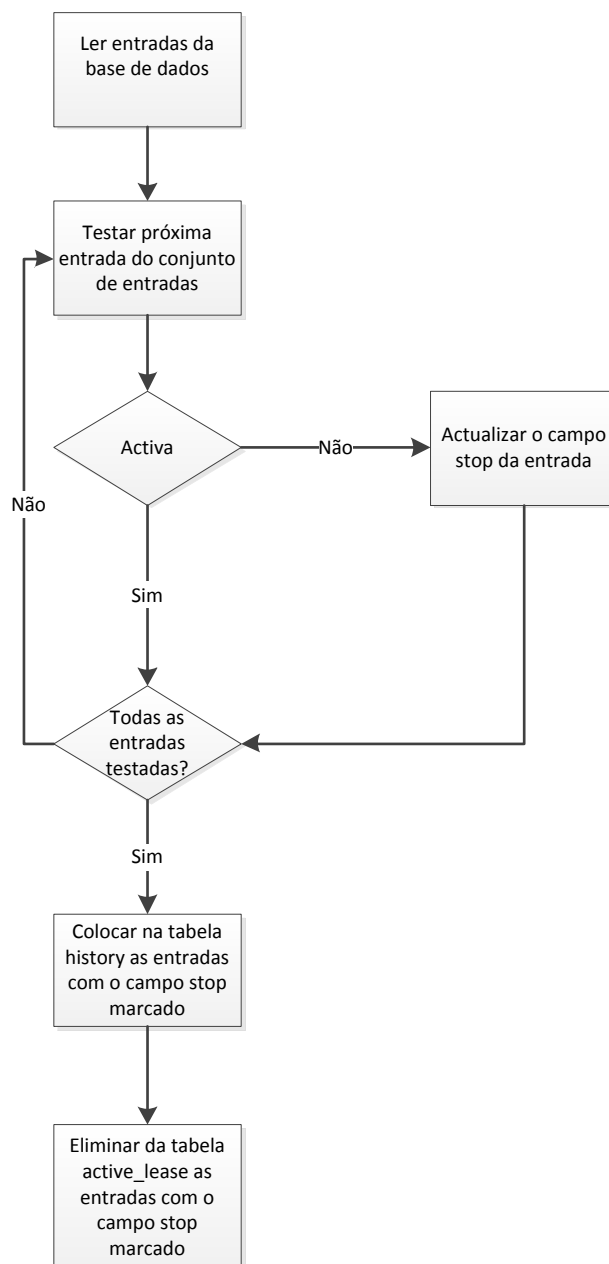 Ler entradas da
base de dados
Testar próxima
entrada do conjunto
de entradas
Activa
Não
Actualizar o campo
stop da entrada
Não
Sim
Todas as
entradas
testadas?
Sim
Colocar na tabela
history as entradas
com o campo stop
marcado
Eliminar da tabela
active_lease as
entradas com o
campo stop
marcado